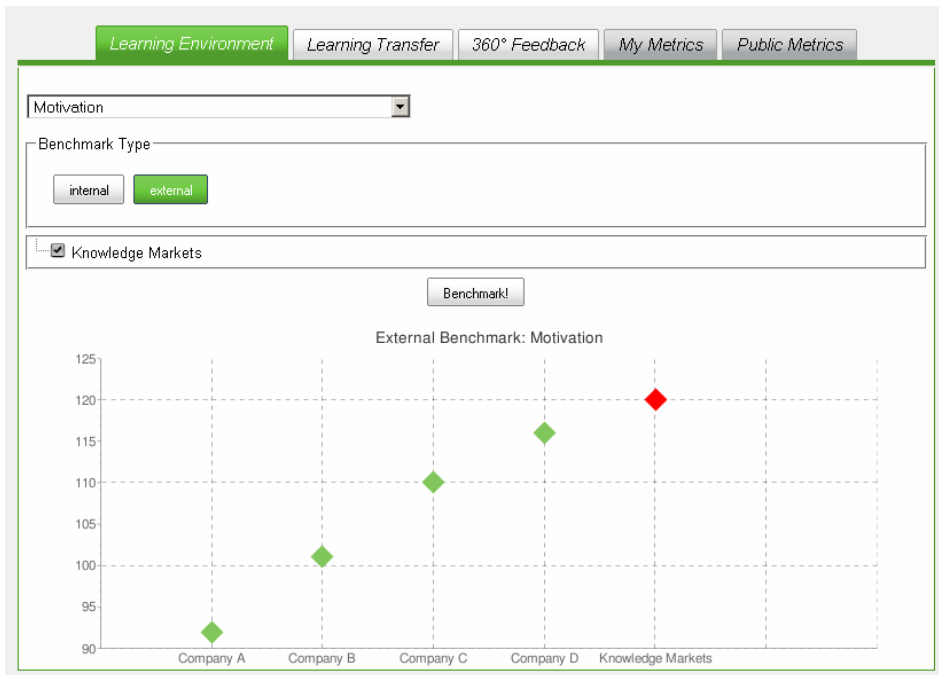 Learning Environment Learning Transfer 360° Feedback My Metrics Public Metrics
Motivation
Benchmark Type
internal external
Knowledge Markets
Benchmark!
External Benchmark: Motivation
125
120
115
110
105
100
95
90
Company A Company B Company C Company D Knowledge Markets